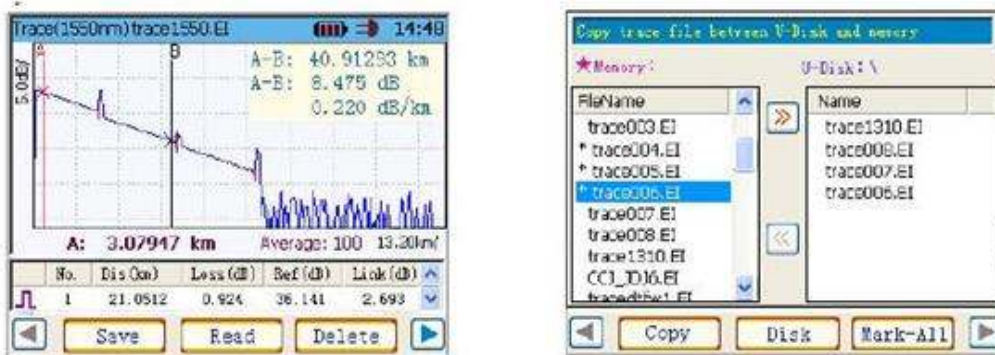 Trace(1550nm) trace1550.EI 14:48
A B
5.0dB/
A-B: 40.91293 km
A-B: 8.475 dB
0.220 dB/km
A: 3.07947 km Average: 100 13.20km/
No. Dis(km) Loss(dB) Ref(dB) Link(dB)
1 21.0512 0.924 36.141 2.693
Save Read Delete
Copy trace file between U-Disk and memory
★Memory: U-Disk:\
FileName
trace003.EI
* trace004.EI
* trace005.EI
* trace006.EI
trace007.EI
trace008.EI
trace1310.EI
Name
trace1310.EI
trace008.EI
trace007.EI
trace006.EI
Copy Disk Mark-All